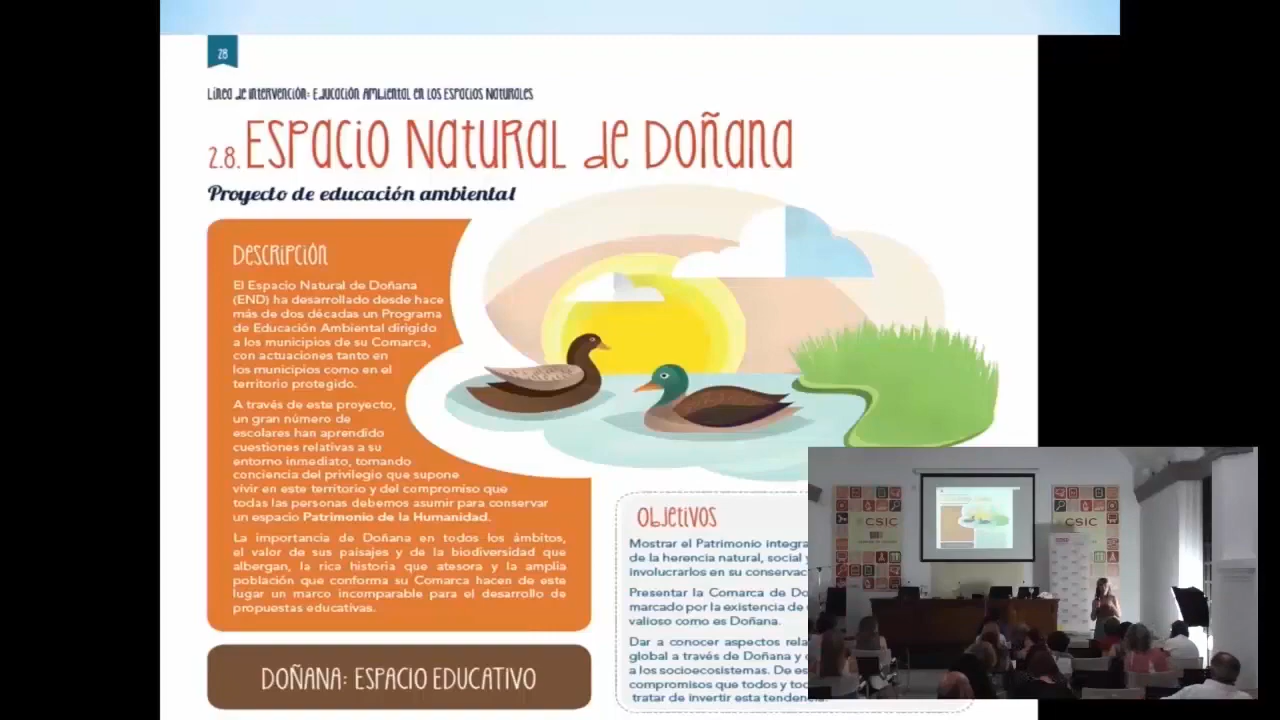 28
Línea de intervención: Educación Ambiental en los Espacios Naturales
2.8. Espacio Natural de Doñana
Proyecto de educación ambiental
Descripción
El Espacio Natural de Doñana
(END) ha desarrollado desde hace
más de dos décadas un Programa
de Educación Ambiental dirigido
a los municipios de su Comarca,
con actuaciones tanto en
los municipios como en el
territorio protegido.
A través de este proyecto,
un gran número de
escolares han aprendido
cuestiones relativas a su
entorno inmediato, tomando
conciencia del privilegio que supone
vivir en este territorio y del compromiso que
todas las personas debemos asumir para conservar
un espacio Patrimonio de la Humanidad.
La importancia de Doñana en todos los ámbitos,
el valor de sus paisajes y de la biodiversidad que
albergan, la rica historia que atesora y la amplia
población que conforma su Comarca hacen de este
lugar un marco incomparable para el desarrollo de
propuestas educativas.
DOÑANA: ESPACIO EDUCATIVO
Objetivos
Mostrar el Patrimonio integra
de la herencia natural, social y
involucrarlos en su conservac
Presentar la Comarca de Do
marcado por la existencia de
valioso como es Doñana.
Dar a conocer aspectos rela
global a través de Doñana y
a los socioecosistemas. De es
compromisos que todos y toc
tratar de invertir esta tendencia.
CSIC
CSIC